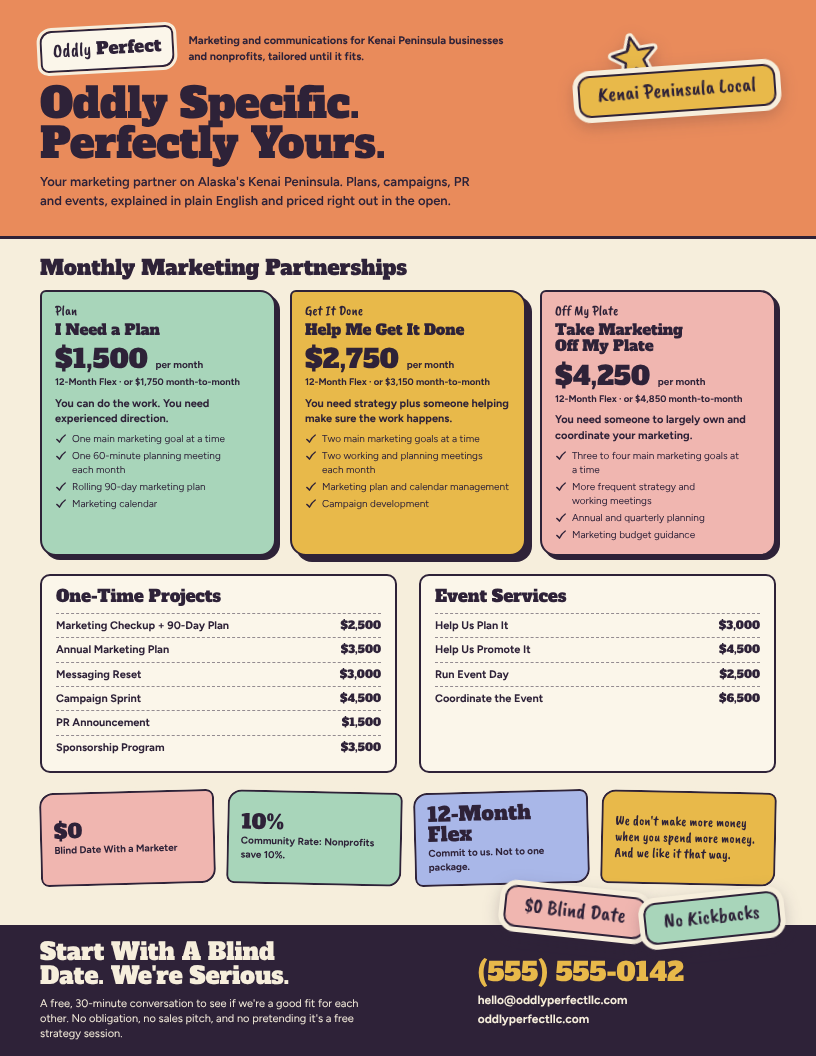 Oddly Perfect
Marketing and communications for Kenai Peninsula businesses
and nonprofits, tailored until it fits.
Kenai Peninsula Local
Oddly Specific.
Perfectly Yours.
Your marketing partner on Alaska's Kenai Peninsula. Plans, campaigns, PR
and events, explained in plain English and priced right out in the open.
Monthly Marketing Partnerships
Plan
I Need a Plan
$1,500 per month
12-Month Flex · or $1,750 month-to-month
You can do the work. You need
experienced direction.
One main marketing goal at a time
One 60-minute planning meeting
each month
Rolling 90-day marketing plan
Marketing calendar
Get It Done
Help Me Get It Done
$2,750 per month
12-Month Flex · or $3,150 month-to-month
You need strategy plus someone helping
make sure the work happens.
Two main marketing goals at a time
Two working and planning meetings
each month
Marketing plan and calendar management
Campaign development
Off My Plate
Take Marketing
Off My Plate
$4,250 per month
12-Month Flex · or $4,850 month-to-month
You need someone to largely own and
coordinate your marketing.
Three to four main marketing goals at
a time
More frequent strategy and
working meetings
Annual and quarterly planning
Marketing budget guidance
One-Time Projects
Marketing Checkup + 90-Day Plan $2,500
Annual Marketing Plan $3,500
Messaging Reset $3,000
Campaign Sprint $4,500
PR Announcement $1,500
Sponsorship Program $3,500
Event Services
Help Us Plan It $3,000
Help Us Promote It $4,500
Run Event Day $2,500
Coordinate the Event $6,500
$0
Blind Date With a Marketer
10%
Community Rate: Nonprofits
save 10%.
12-Month
Flex
Commit to us. Not to one
package.
We don't make more money
when you spend more money.
And we like it that way.
$0 Blind Date
No Kickbacks
Start With A Blind
Date. We're Serious.
A free, 30-minute conversation to see if we're a good fit for each
other. No obligation, no sales pitch, and no pretending it's a free
strategy session.
(555) 555-0142
hello@oddlyperfectllc.com
oddlyperfectllc.com